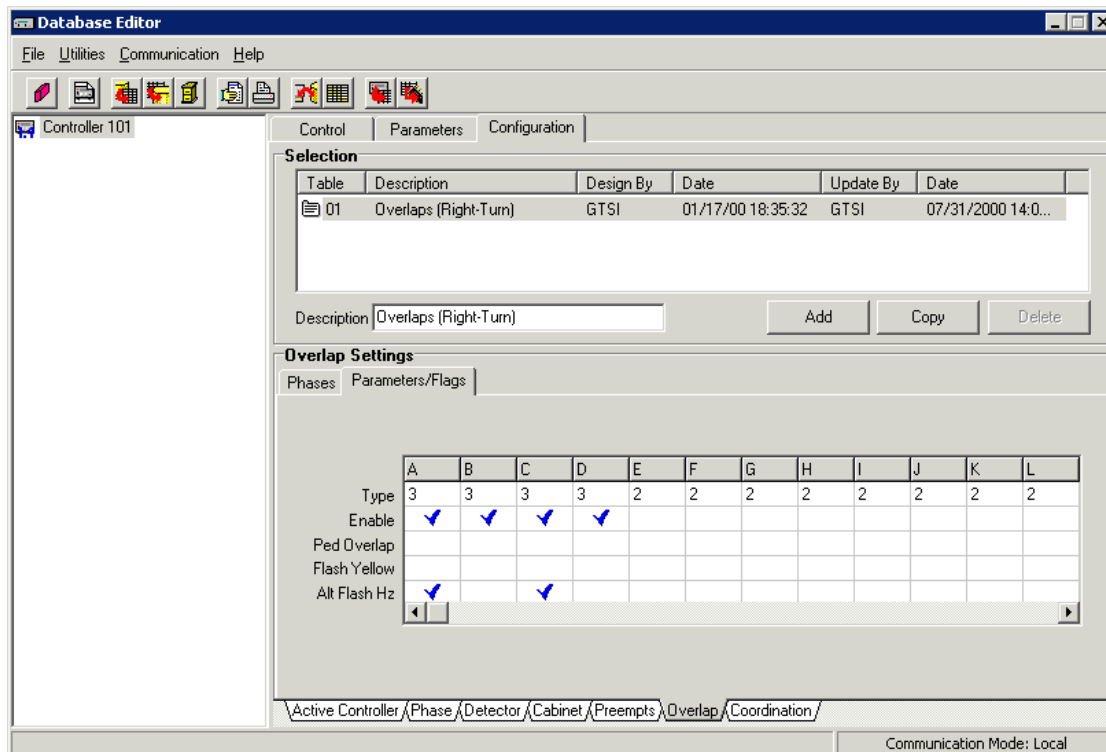 Database Editor
File Utilities Communication Help
Controller 101
Control Parameters Configuration
Selection
Table Description Design By Date Update By Date
01 Overlaps (Right-Turn) GTSI 01/17/00 18:35:32 GTSI 07/31/2000 14:0...
Description Overlaps (Right-Turn) Add Copy Delete
Overlap Settings
Phases Parameters/Flags
A B C D E F G H I J K L
Type 3 3 3 3 2 2 2 2 2 2 2 2
Enable
Ped Overlap
Flash Yellow
Alt Flash Hz
Active Controller Phase Detector Cabinet Preempts Overlap Coordination
Communication Mode: Local